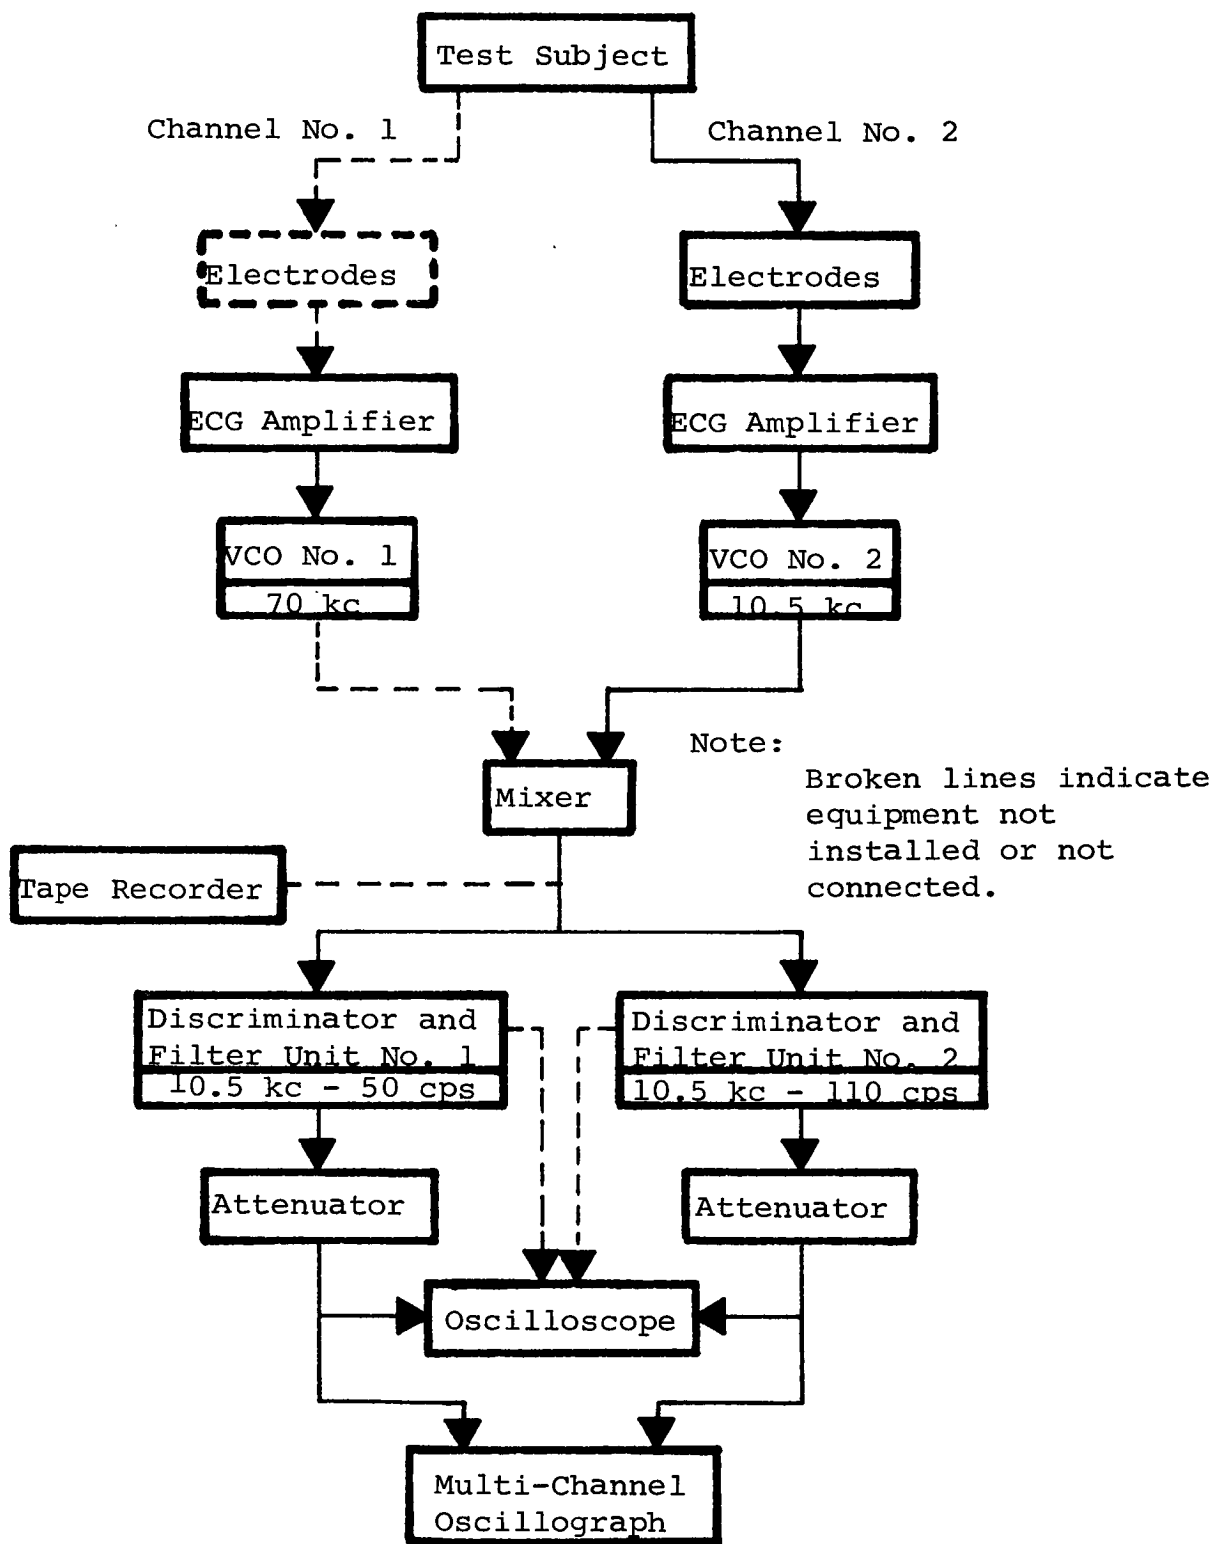 Test Subject
Channel No. 1
Channel No. 2
Electrodes
Electrodes
ECG Amplifier
ECG Amplifier
VCO No. 1
70 kc
VCO No. 2
10.5 kc
Mixer
Note:
Broken lines indicate
equipment not
installed or not
connected.
Tape Recorder
Discriminator and
Filter Unit No. 1
10.5 kc - 50 cps
Discriminator and
Filter Unit No. 2
10.5 kc - 110 cps
Attenuator
Attenuator
Oscilloscope
Multi-Channel
Oscillograph